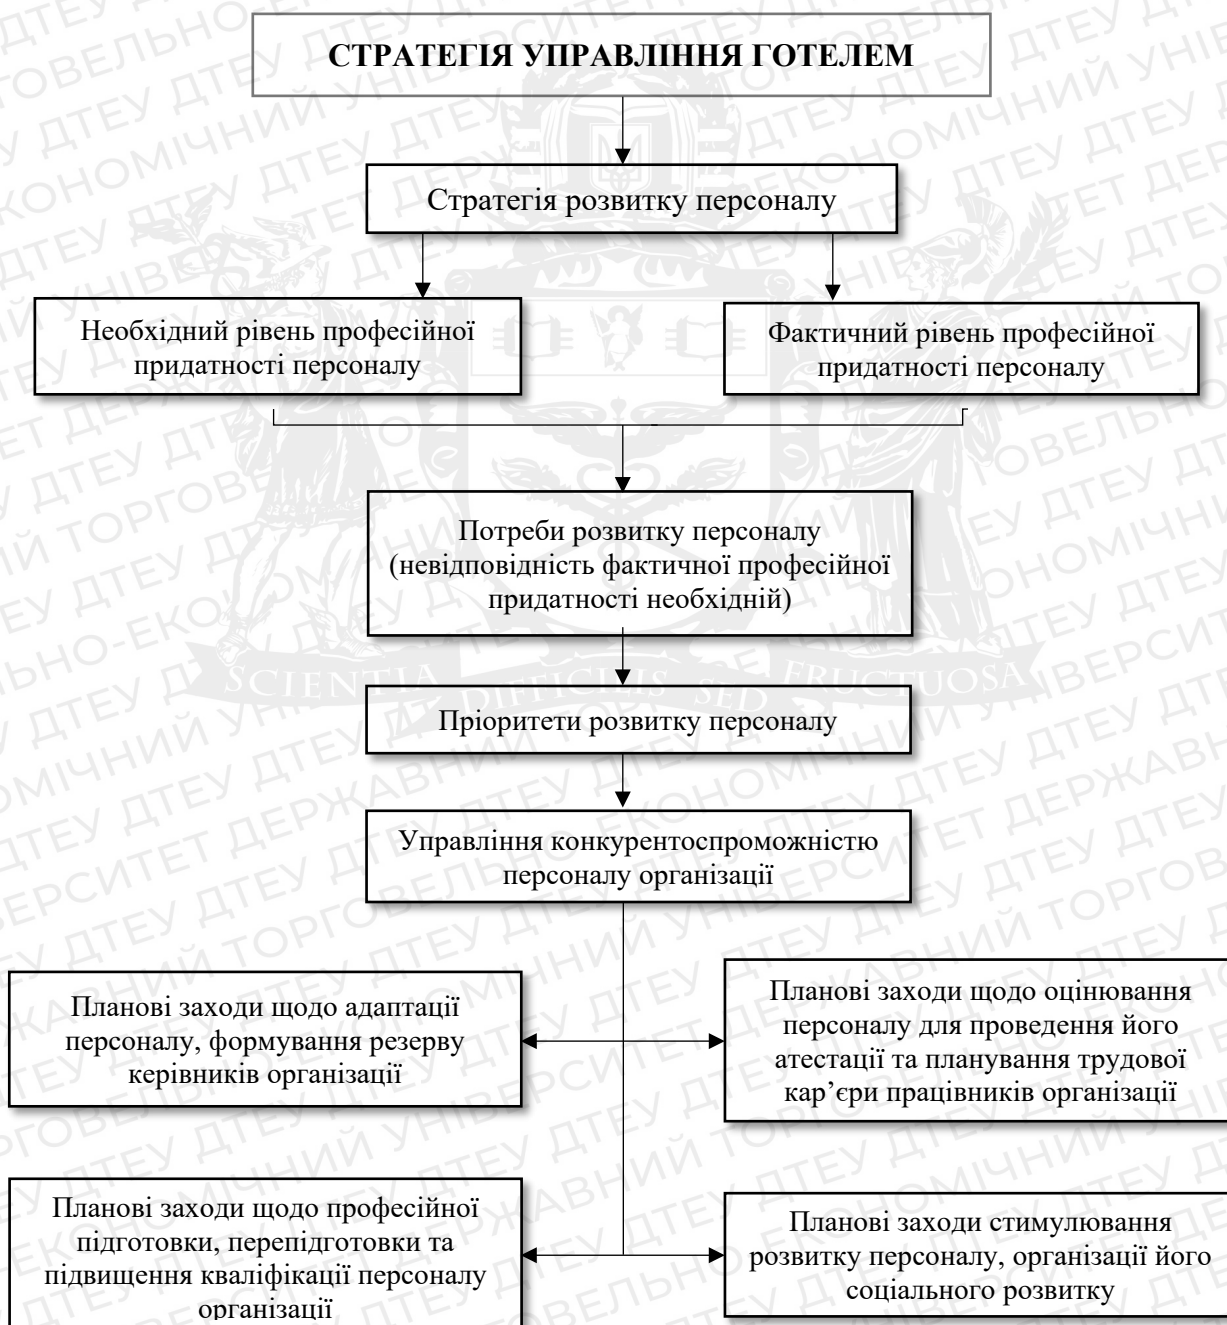 СТРАТЕГІЯ УПРАВЛІННЯ ГОТЕЛЕМ
Стратегія розвитку персоналу
Необхідний рівень професійної
придатності персоналу
Фактичний рівень професійної
придатності персоналу
Потреби розвитку персоналу
(невідповідність фактичної професійної
придатності необхідній)
SCIENTIA DIFFICILIS SED FRUCTUOSA
Пріоритети розвитку персоналу
Управління конкурентоспроможністю
персоналу організації
Планові заходи щодо адаптації
персоналу, формування резерву
керівників організації
Планові заходи щодо оцінювання
персоналу для проведення його
атестації та планування трудової
кар’єри працівників організації
Планові заходи щодо професійної
підготовки, перепідготовки та
підвищення кваліфікації персоналу
організації
Планові заходи стимулювання
розвитку персоналу, організації його
соціального розвитку